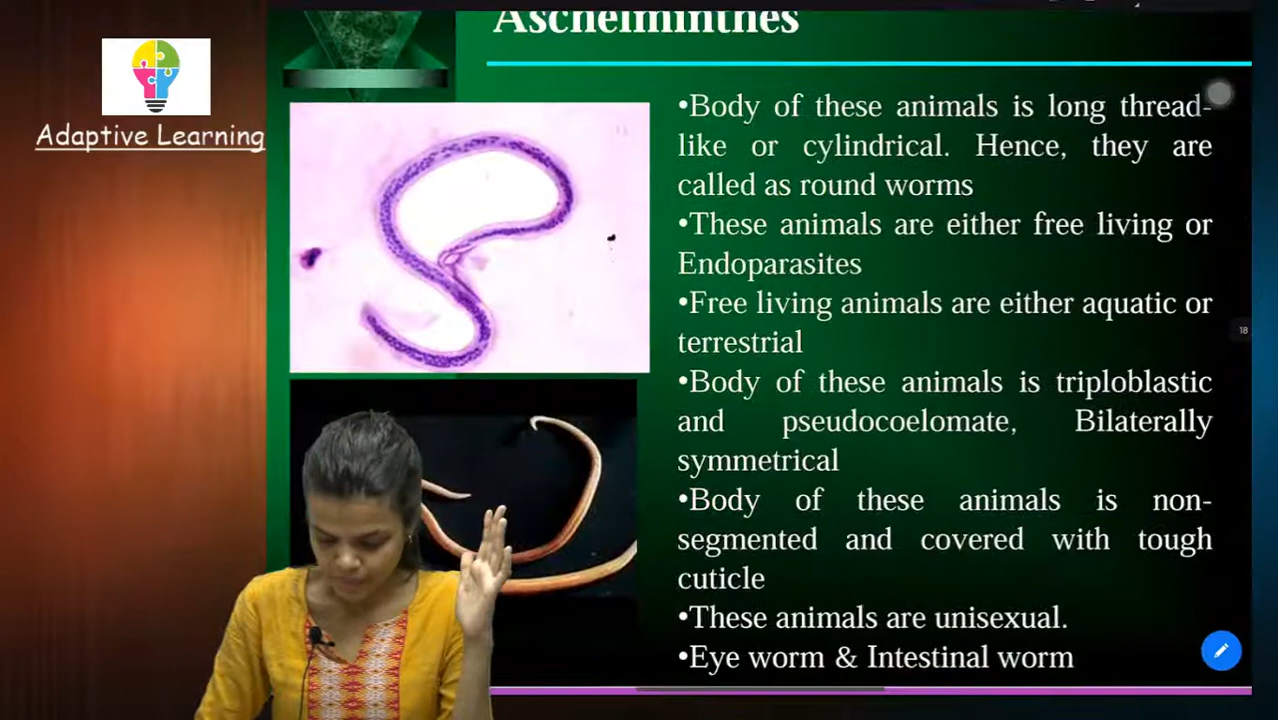 Aschelminthes
Adaptive Learning
•Body of these animals is long thread-
like or cylindrical. Hence, they are
called as round worms
•These animals are either free living or
Endoparasites
•Free living animals are either aquatic or
terrestrial
•Body of these animals is triploblastic
and pseudocoelomate, Bilaterally
symmetrical
•Body of these animals is non-
segmented and covered with tough
cuticle
•These animals are unisexual.
•Eye worm & Intestinal worm
18